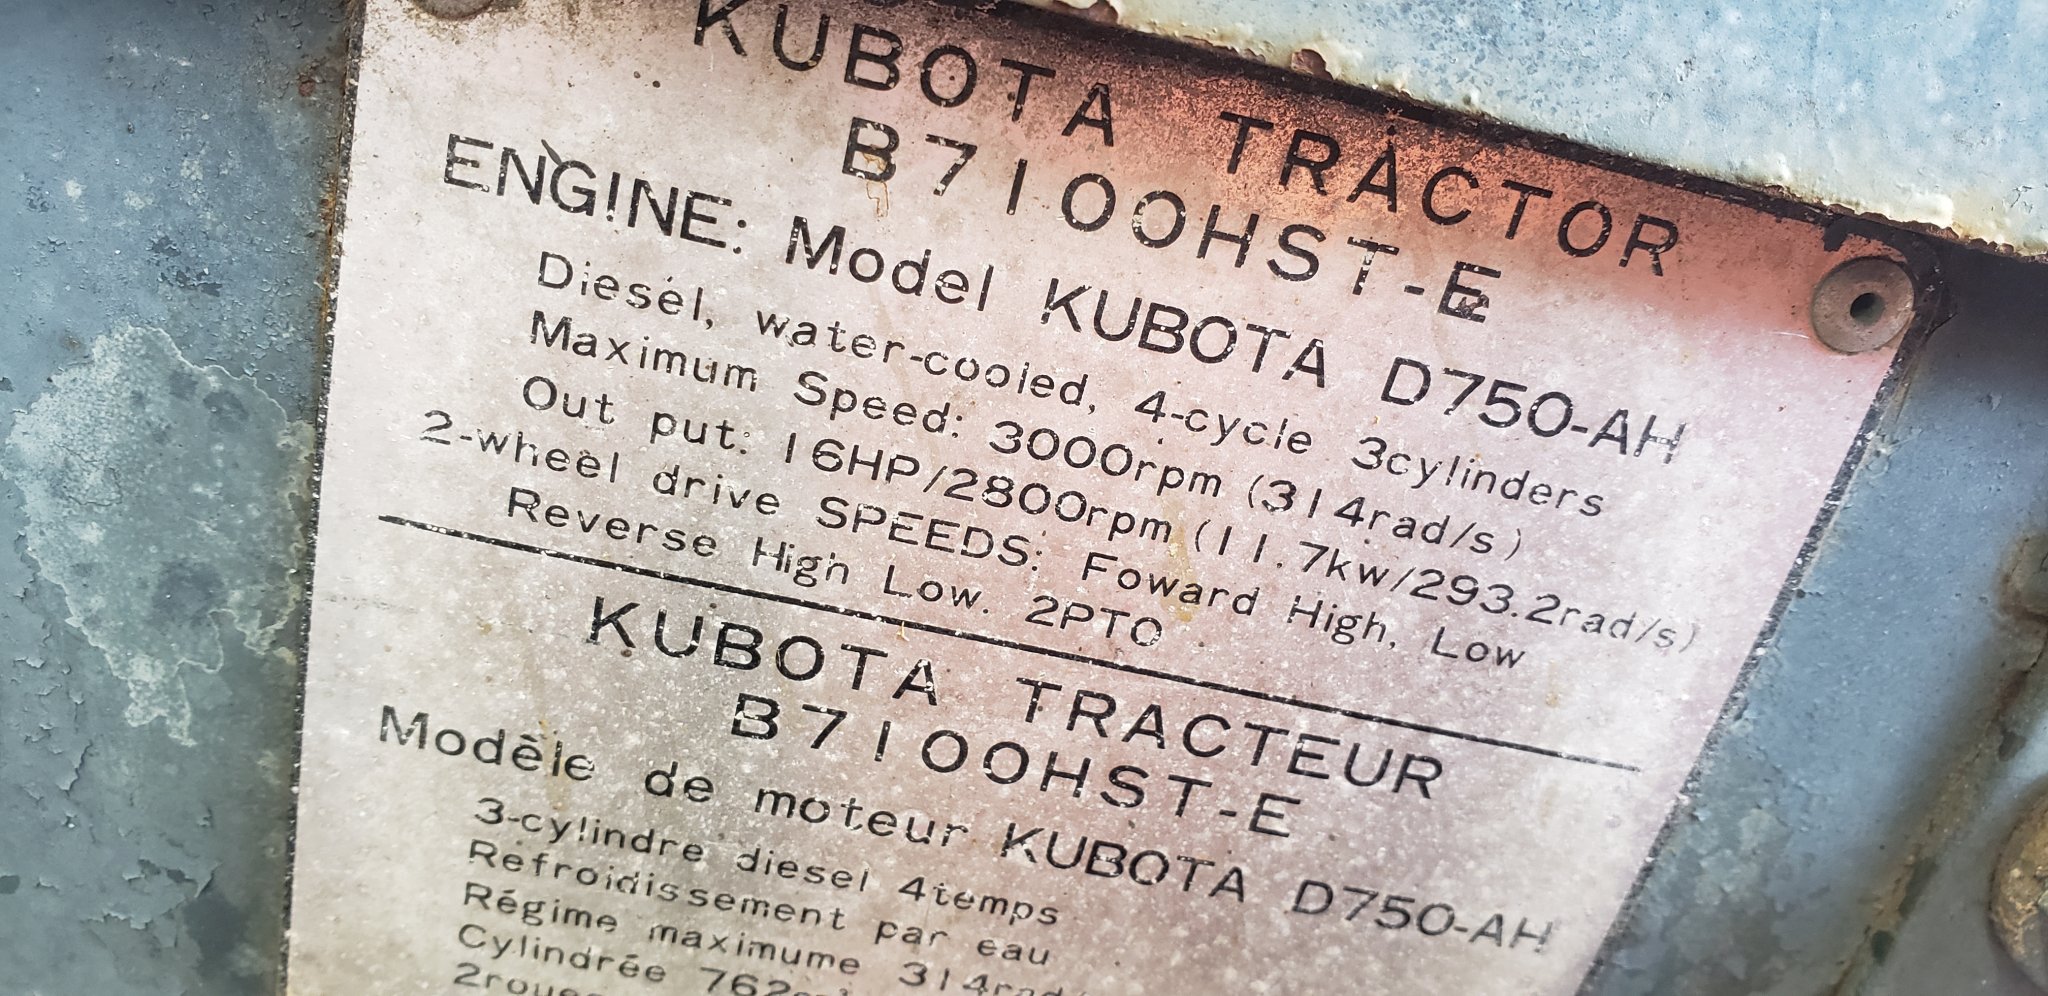 KUBOTA TRACTOR
B7100HST-E
ENGINE: Model KUBOTA D750-AH
Diesel, water-cooled, 4-cycle 3cylinders
Maximum Speed: 3000rpm (314rad/s)
Out put: 16HP/2800rpm (11.7kw/293.2rad/s)
2-wheel drive SPEEDS: Foward High, Low
Reverse High Low. 2PTO
KUBOTA TRACTEUR
B7100HST-E
Modèle de moteur KUBOTA D750-AH
3-cylindre diesel 4temps
Refroidissement par eau
Régime maximume 314rad/
Cylindrée 762